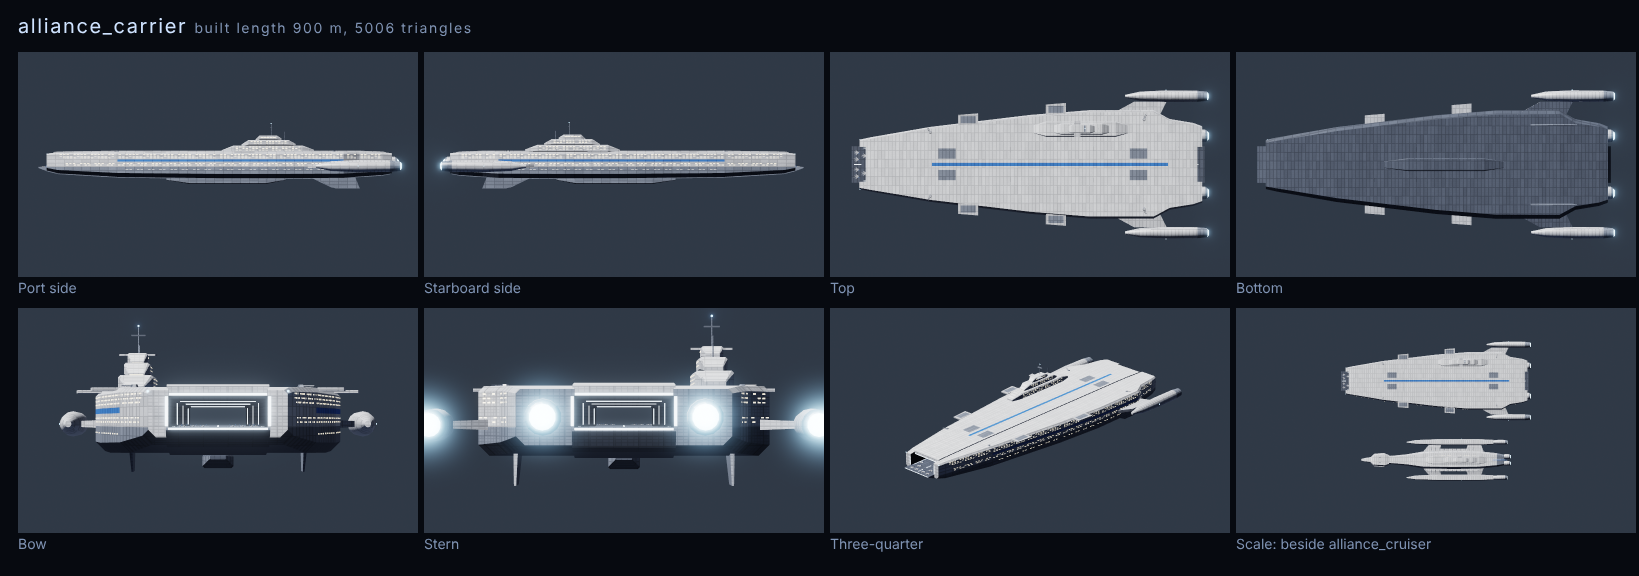 alliance_carrier built length 900 m, 5006 triangles
Port side
Starboard side
Top
Bottom
Bow
Stern
Three-quarter
Scale: beside alliance_cruiser